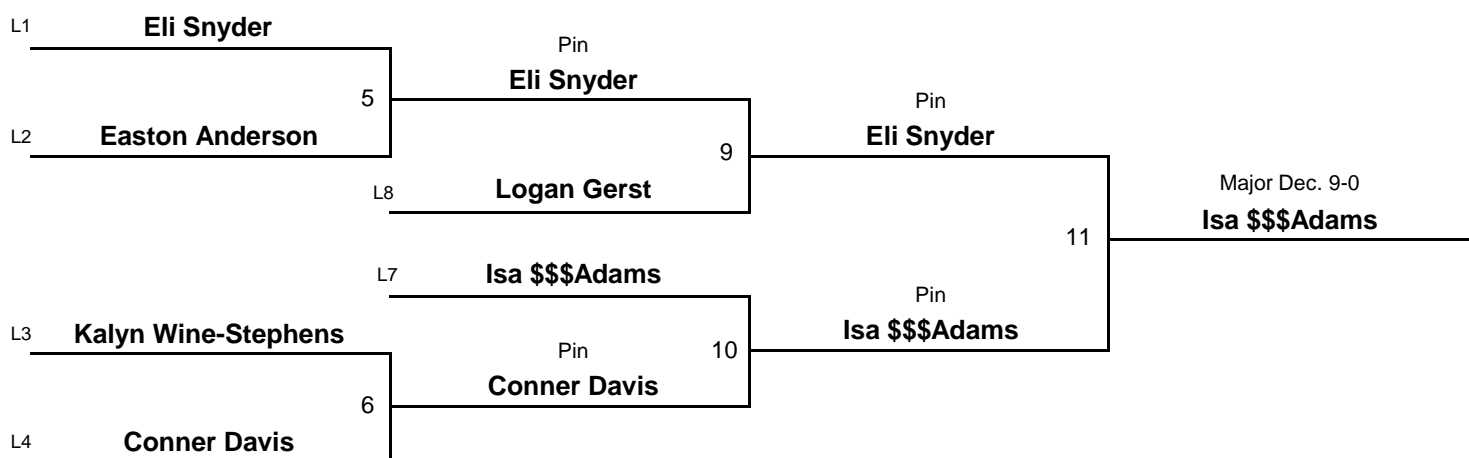 L1 Eli Snyder
Pin
Eli Snyder
5
Pin
L2 Easton Anderson
Eli Snyder
9
L8 Logan Gerst
Major Dec. 9-0
Isa $$$Adams
11
L7 Isa $$$Adams
Pin
L3 Kalyn Wine-Stephens
Isa $$$Adams
Pin
10
Conner Davis
6
L4 Conner Davis